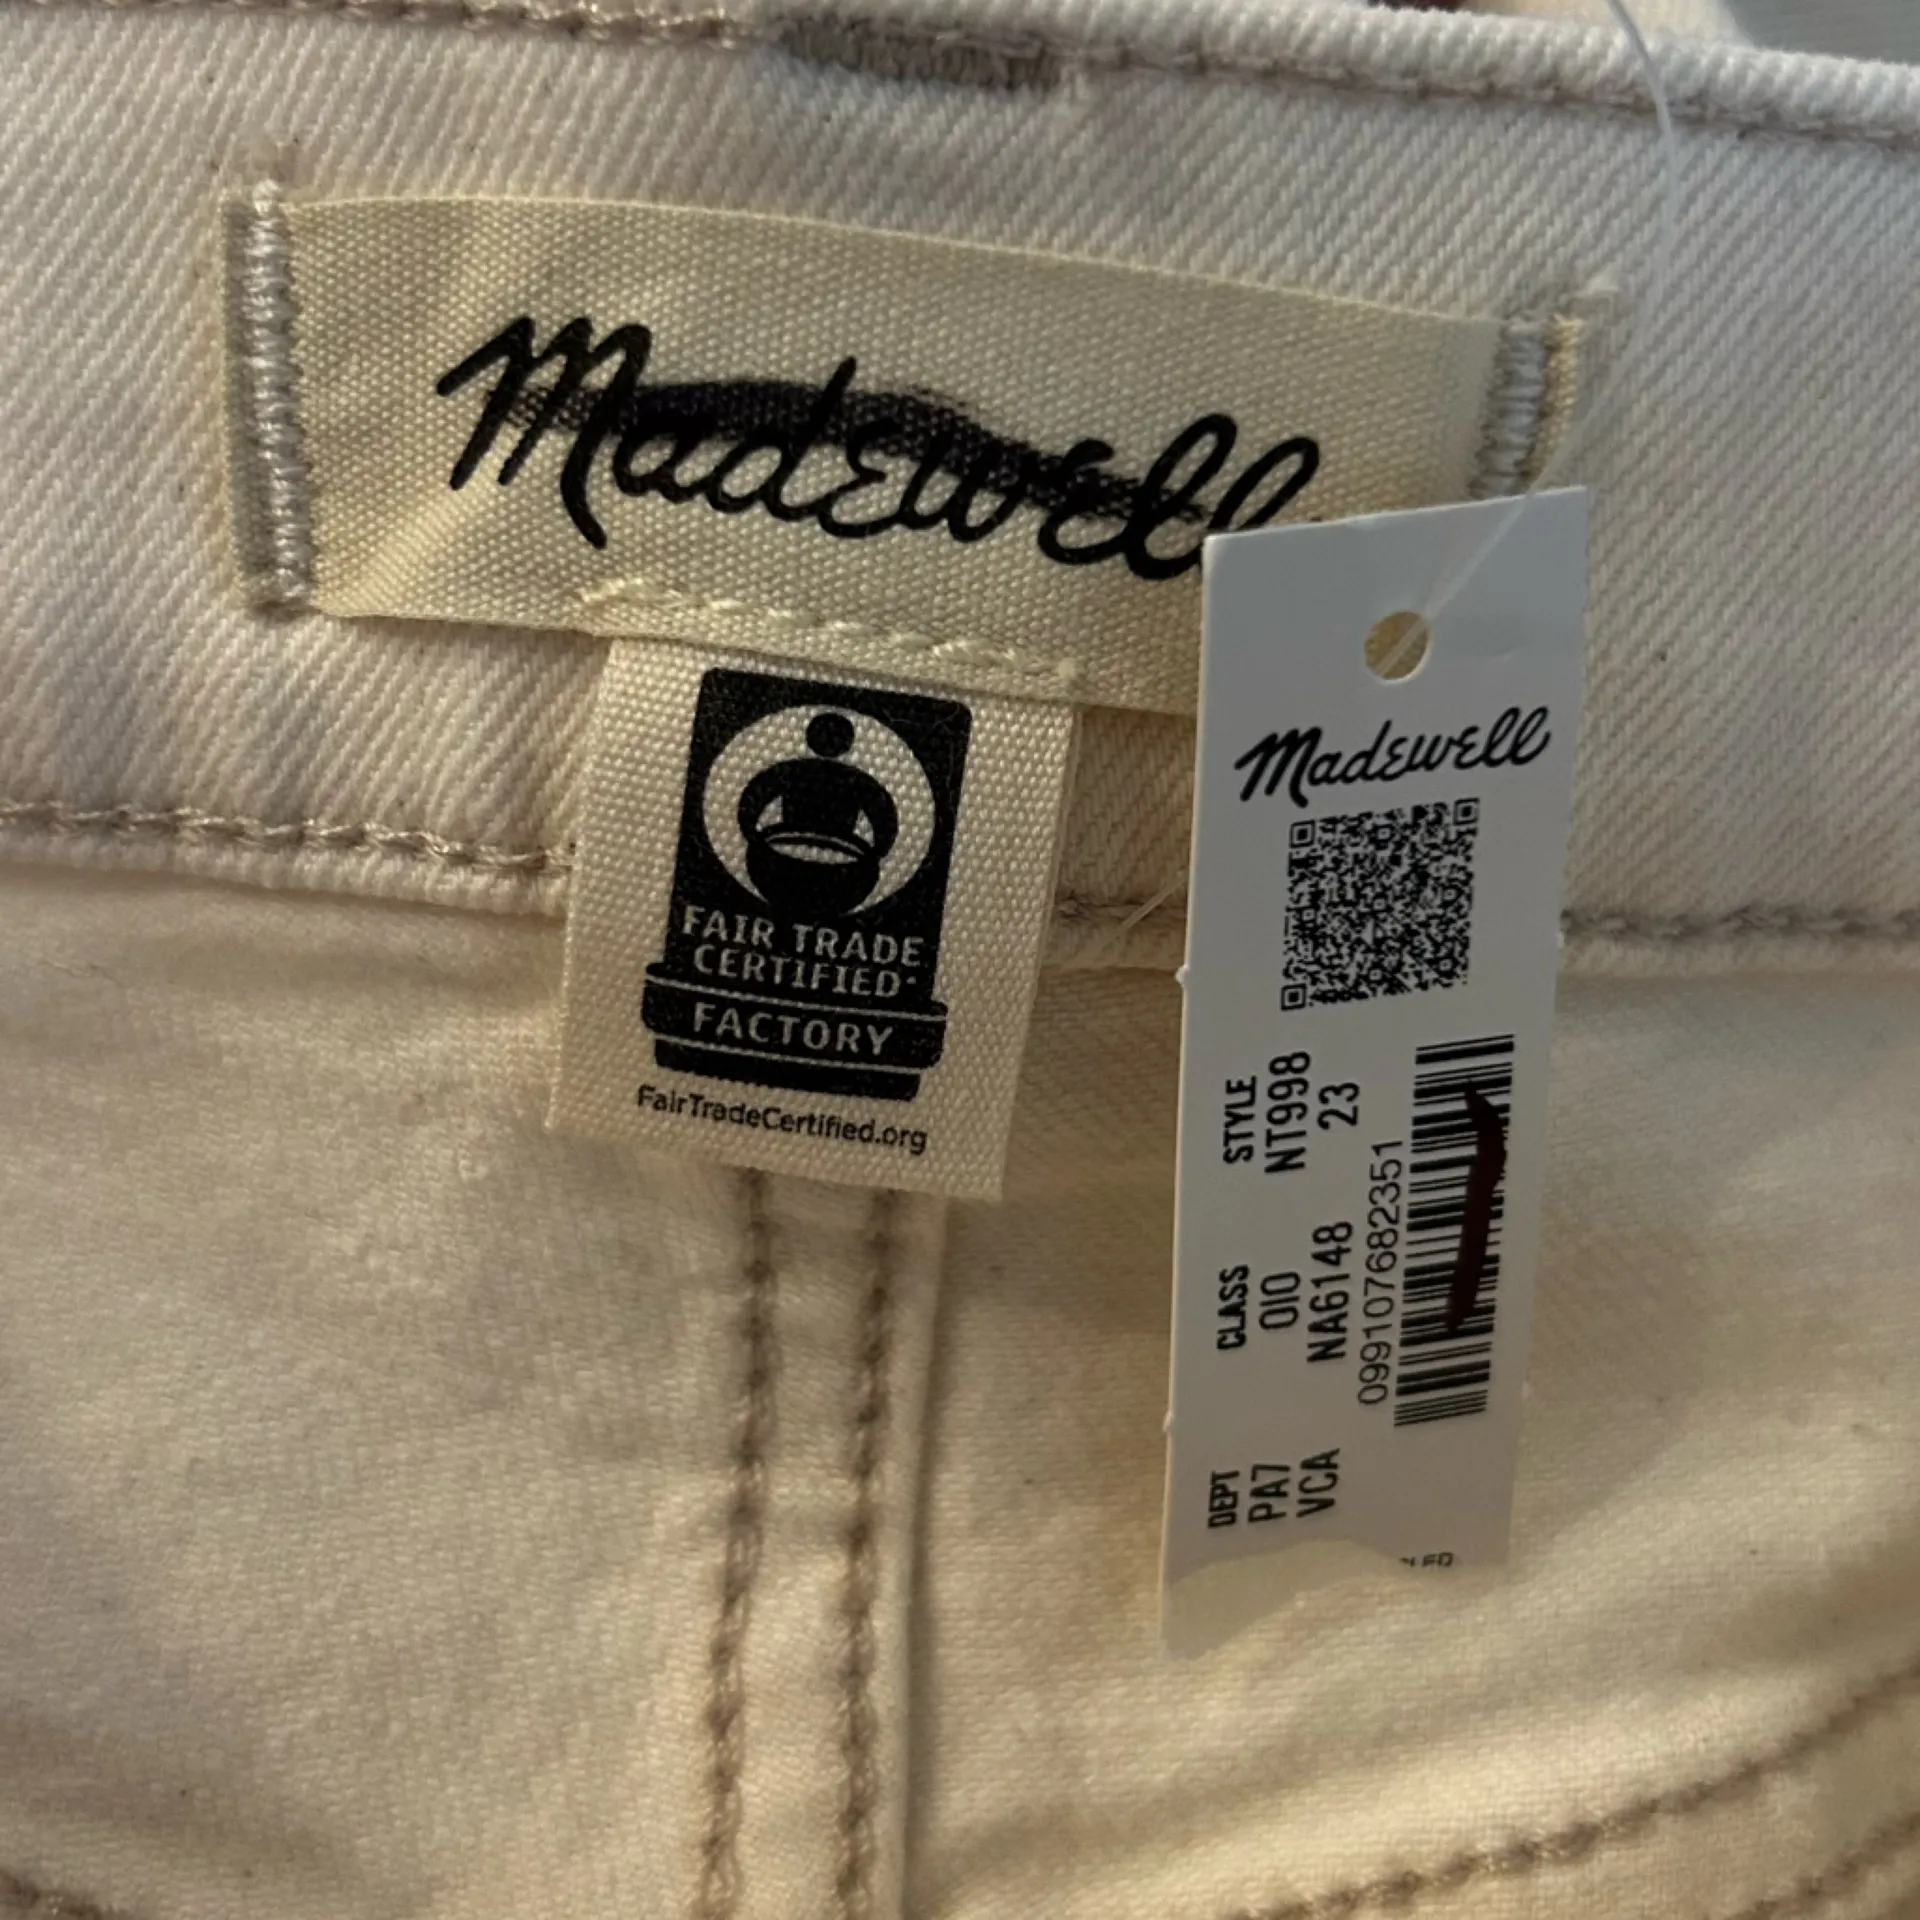 Madewell
FAIR TRADE
CERTIFIED
FACTORY
FairTradeCertified.org
Madewell
STYLE
NT998
23
CLASS
010
NA6148
099107682351
DEPT
PA7
VCA